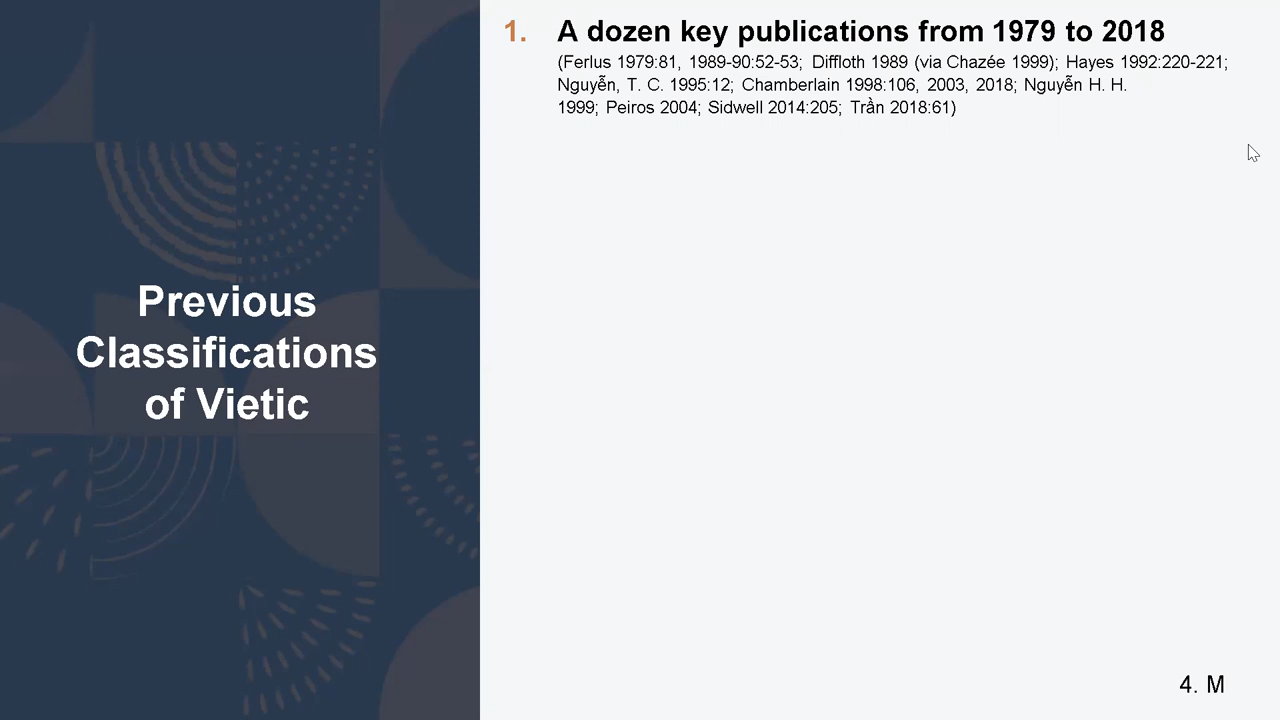 Previous
Classifications
of Vietic
1. A dozen key publications from 1979 to 2018
(Ferlus 1979:81, 1989-90:52-53; Diffloth 1989 (via Chazée 1999); Hayes 1992:220-221;
Nguyễn, T. C. 1995:12; Chamberlain 1998:106, 2003, 2018; Nguyễn H. H.
1999; Peiros 2004; Sidwell 2014:205; Trần 2018:61)
4. M